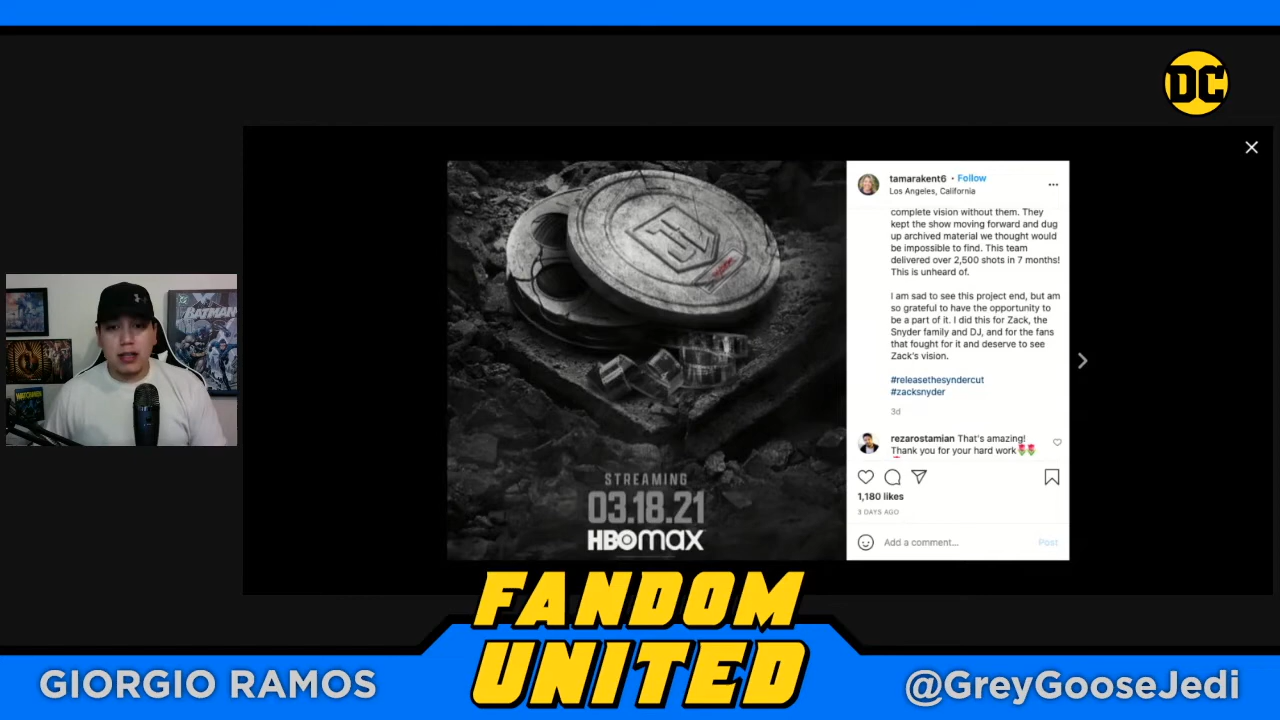 DC
tamarakent6 • Follow
Los Angeles, California
complete vision without them. They
kept the show moving forward and dug
up archived material we thought would
be impossible to find. This team
delivered over 2,500 shots in 7 months!
This is unheard of.
I am sad to see this project end, but am
so grateful to have the opportunity to
be a part of it. I did this for Zack, the
Snyder family and DJ, and for the fans
that fought for it and deserve to see
Zack's vision.
#releasethesyndercut
#zacksnyder
3d
rezarostamian That's amazing!
Thank you for your hard work
1,180 likes
3 DAYS AGO
Add a comment...
Post
BATMAN
WATCHMEN
JL
STREAMING
03.18.21
HBOMAX
FANDOM
UNITED
GIORGIO RAMOS
@GreyGooseJedi